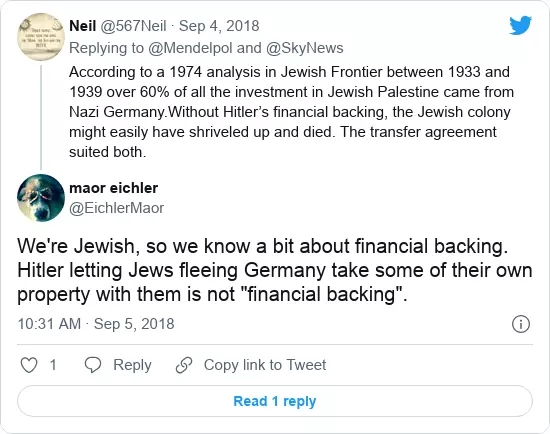 Neil @567Neil · Sep 4, 2018
Replying to @Mendelpol and @SkyNews
According to a 1974 analysis in Jewish Frontier between 1933 and
1939 over 60% of all the investment in Jewish Palestine came from
Nazi Germany.Without Hitler’s financial backing, the Jewish colony
might easily have shriveled up and died. The transfer agreement
suited both.
maor eichler
@EichlerMaor
We're Jewish, so we know a bit about financial backing.
Hitler letting Jews fleeing Germany take some of their own
property with them is not "financial backing".
10:31 AM · Sep 5, 2018
1 Reply Copy link to Tweet
Read 1 reply